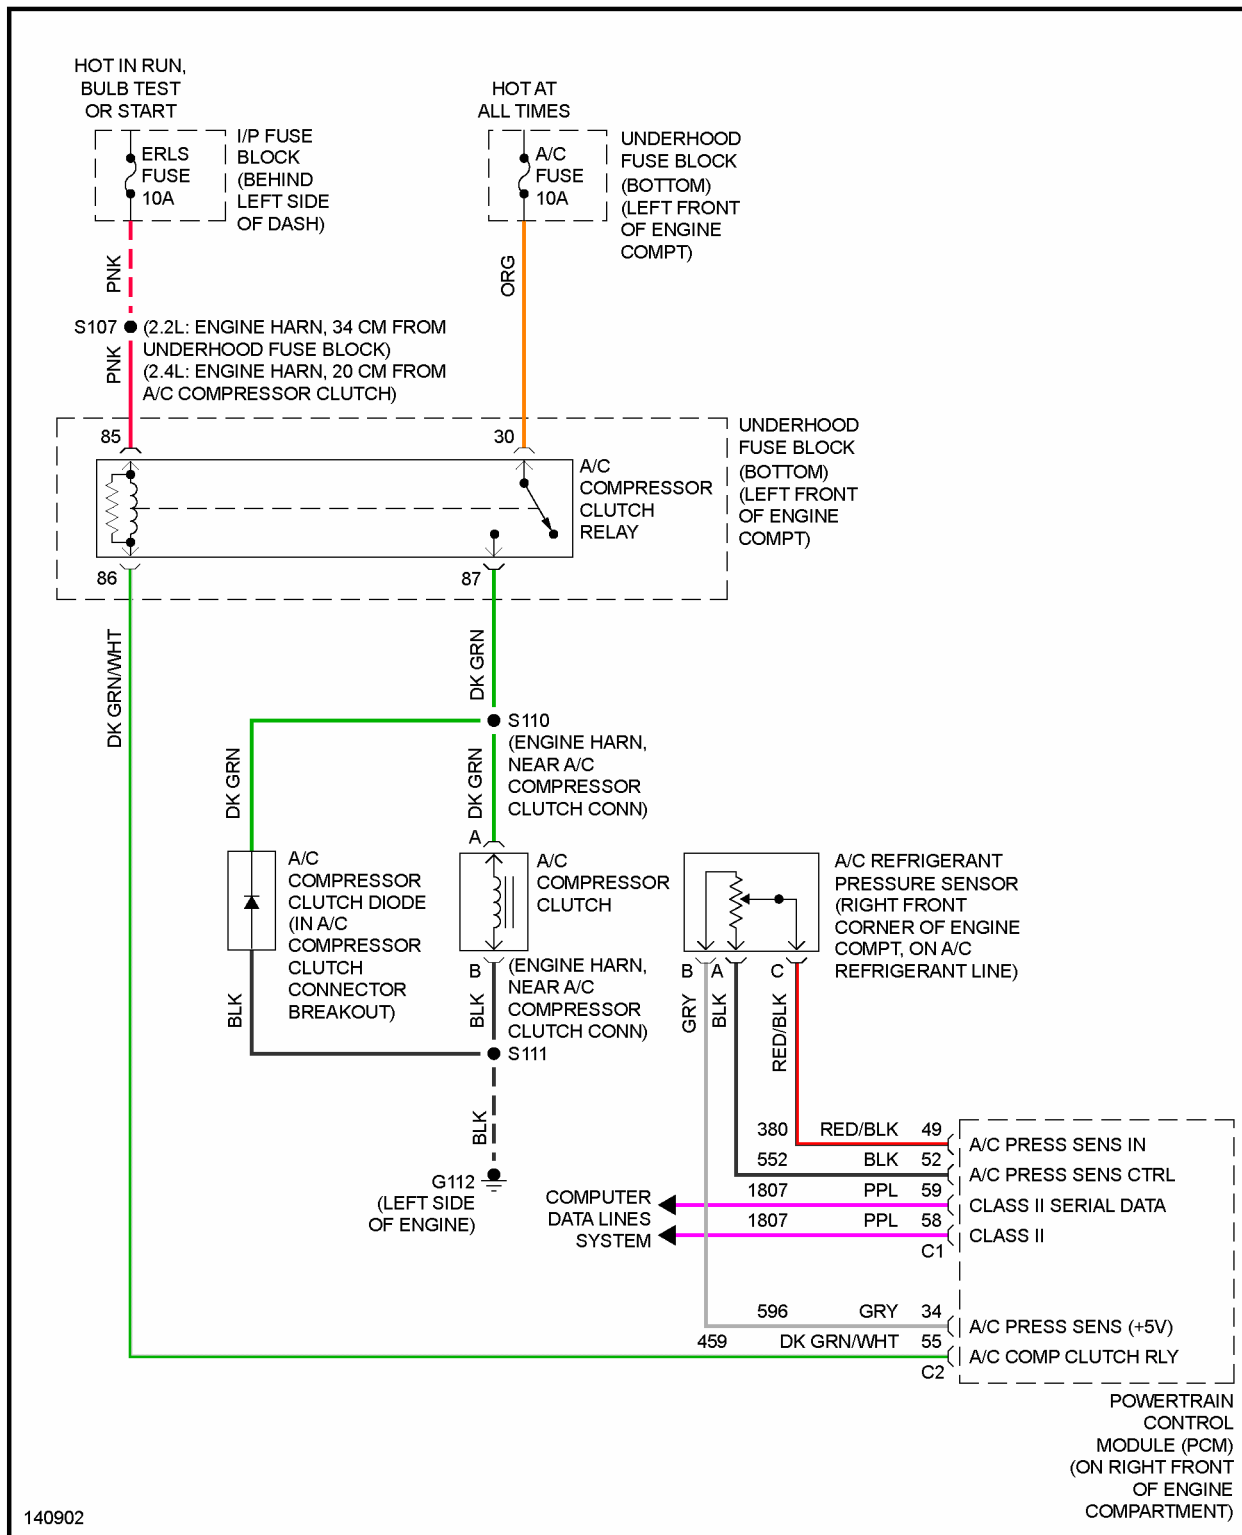 HOT IN RUN,
BULB TEST
OR START
HOT AT
ALL TIMES
ERLS
FUSE
10A
I/P FUSE
BLOCK
(BEHIND
LEFT SIDE
OF DASH)
A/C
FUSE
10A
UNDERHOOD
FUSE BLOCK
(BOTTOM)
(LEFT FRONT
OF ENGINE
COMPT)
PNK
ORG
S107
(2.2L: ENGINE HARN, 34 CM FROM
UNDERHOOD FUSE BLOCK)
(2.4L: ENGINE HARN, 20 CM FROM
A/C COMPRESSOR CLUTCH)
PNK
85
30
A/C
COMPRESSOR
CLUTCH
RELAY
UNDERHOOD
FUSE BLOCK
(BOTTOM)
(LEFT FRONT
OF ENGINE
COMPT)
86
87
DK GRN/WHT
DK GRN
S110
(ENGINE HARN,
NEAR A/C
COMPRESSOR
CLUTCH CONN)
DK GRN
DK GRN
A
A/C
COMPRESSOR
CLUTCH DIODE
(IN A/C
COMPRESSOR
CLUTCH
CONNECTOR
BREAKOUT)
A/C
COMPRESSOR
CLUTCH
A/C REFRIGERANT
PRESSURE SENSOR
(RIGHT FRONT
CORNER OF ENGINE
COMPT, ON A/C
REFRIGERANT LINE)
B
(ENGINE HARN,
NEAR A/C
COMPRESSOR
CLUTCH CONN)
B
A
C
BLK
BLK
GRY
BLK
RED/BLK
S111
BLK
G112
(LEFT SIDE
OF ENGINE)
380 RED/BLK 49
A/C PRESS SENS IN
552 BLK 52
A/C PRESS SENS CTRL
COMPUTER
DATA LINES
SYSTEM
1807 PPL 59
CLASS II SERIAL DATA
1807 PPL 58
CLASS II
C1
596 GRY 34
A/C PRESS SENS (+5V)
459 DK GRN/WHT 55
A/C COMP CLUTCH RLY
C2
POWERTRAIN
CONTROL
MODULE (PCM)
(ON RIGHT FRONT
OF ENGINE
COMPARTMENT)
140902